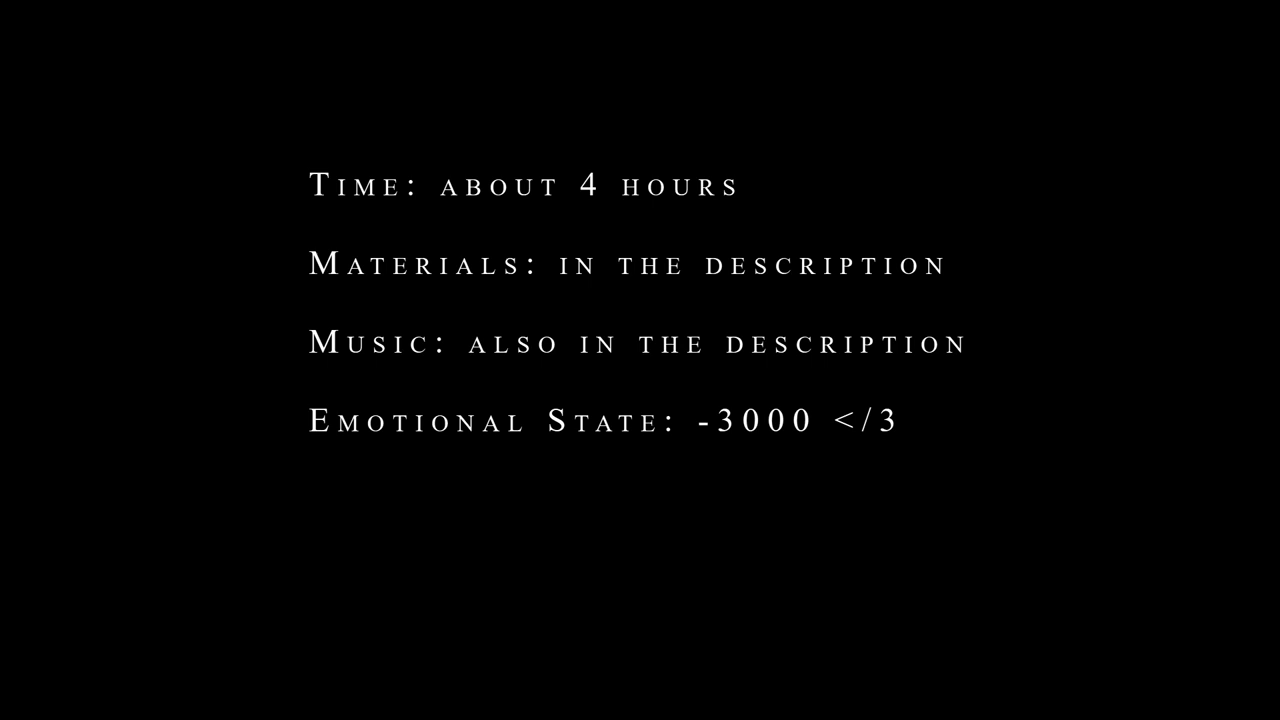 Time: about 4 hours
Materials: in the description
Music: also in the description
Emotional State: -3000 </3